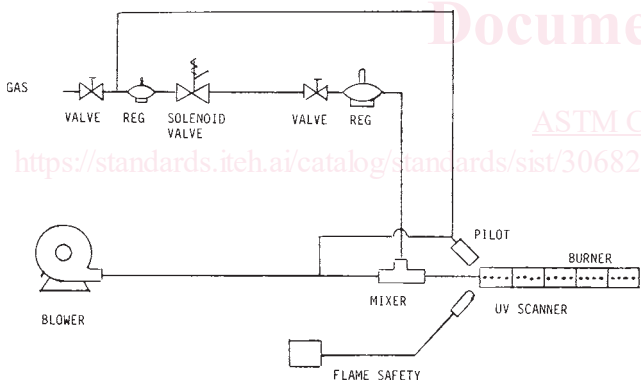 Docume
GAS
VALVE
REG
SOLENOID
VALVE
VALVE
REG
ASTM C
https://standards.iteh.ai/catalog/standards/sist/30682
PILOT
BURNER
MIXER
UV SCANNER
BLOWER
FLAME SAFETY